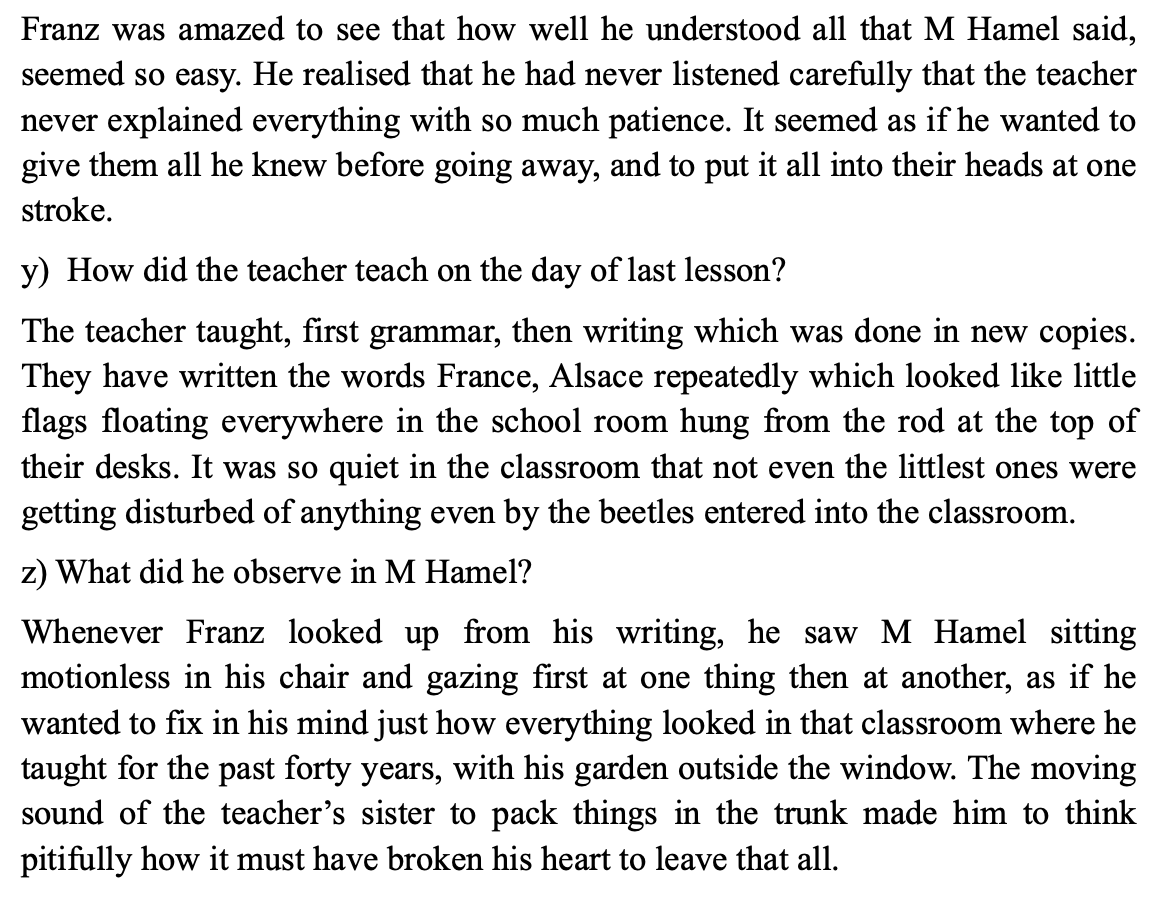 Franz was amazed to see that how well he understood all that M Hamel said,
seemed so easy. He realised that he had never listened carefully that the teacher
never explained everything with so much patience. It seemed as if he wanted to
give them all he knew before going away, and to put it all into their heads at one
stroke.
y) How did the teacher teach on the day of last lesson?
The teacher taught, first grammar, then writing which was done in new copies.
They have written the words France, Alsace repeatedly which looked like little
flags floating everywhere in the school room hung from the rod at the top of
their desks. It was so quiet in the classroom that not even the littlest ones were
getting disturbed of anything even by the beetles entered into the classroom.
z) What did he observe in M Hamel?
Whenever Franz looked up from his writing, he saw M Hamel sitting
motionless in his chair and gazing first at one thing then at another, as if he
wanted to fix in his mind just how everything looked in that classroom where he
taught for the past forty years, with his garden outside the window. The moving
sound of the teacher’s sister to pack things in the trunk made him to think
pitifully how it must have broken his heart to leave that all.